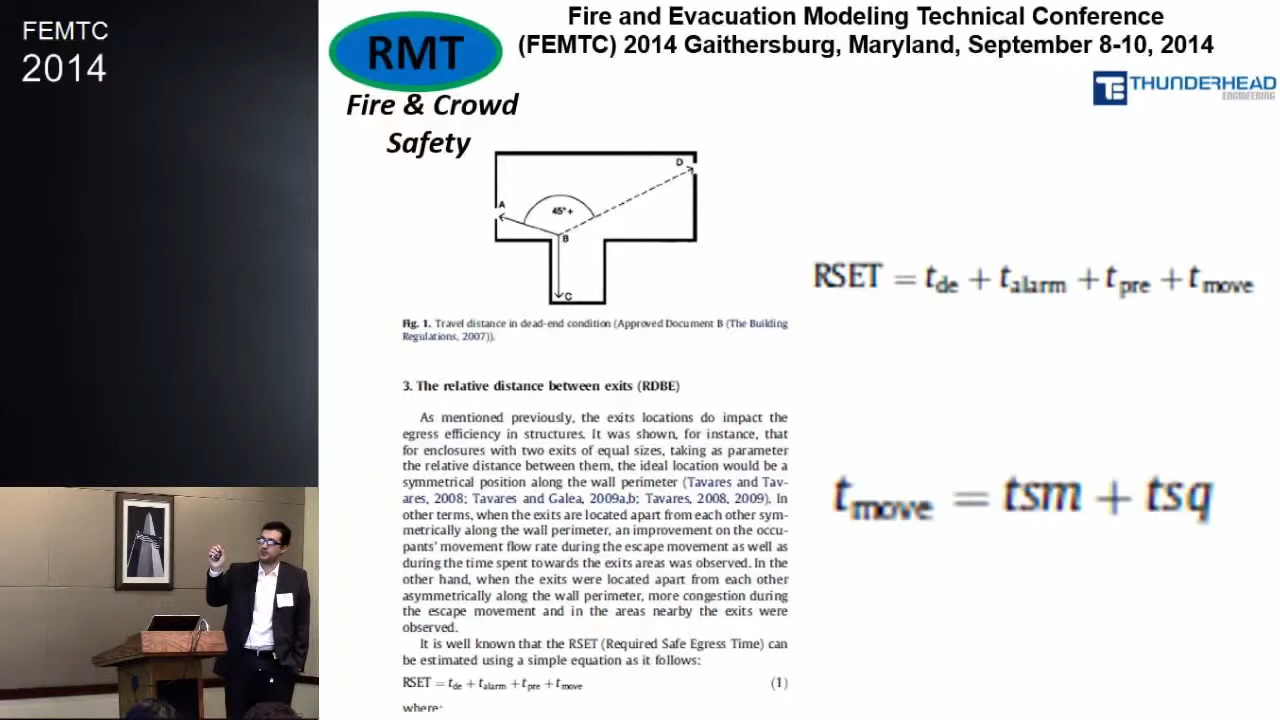 FEMTC
2014
RMT
Fire & Crowd
Safety
Fire and Evacuation Modeling Technical Conference
(FEMTC) 2014 Gaithersburg, Maryland, September 8-10, 2014
THUNDERHEAD
ENGINEERING
A
45°+
B
C
D
Fig. 1. Travel distance in dead-end condition (Approved Document B (The Building
Regulations, 2007)).
3. The relative distance between exits (RDBE)
As mentioned previously, the exits locations do impact the
egress efficiency in structures. It was shown, for instance, that
for enclosures with two exits of equal sizes, taking as parameter
the relative distance between them, the ideal location would be a
symmetrical position along the wall perimeter (Tavares and Tav-
ares, 2008; Tavares and Galea, 2009a,b; Tavares, 2008, 2009). In
other terms, when the exits are located apart from each other sym-
metrically along the wall perimeter, an improvement on the occu-
pants' movement flow rate during the escape movement as well as
during the time spent towards the exits areas was observed. In the
other hand, when the exits were located apart from each other
asymmetrically along the wall perimeter, more congestion during
the escape movement and in the areas nearby the exits were
observed.
It is well known that the RSET (Required Safe Egress Time) can
be estimated using a simple equation as it follows:
RSET = tde + talarm + tpre + tmove (1)
where:
RSET = tde + talarm + tpre + tmove
tmove = tsm + tsq